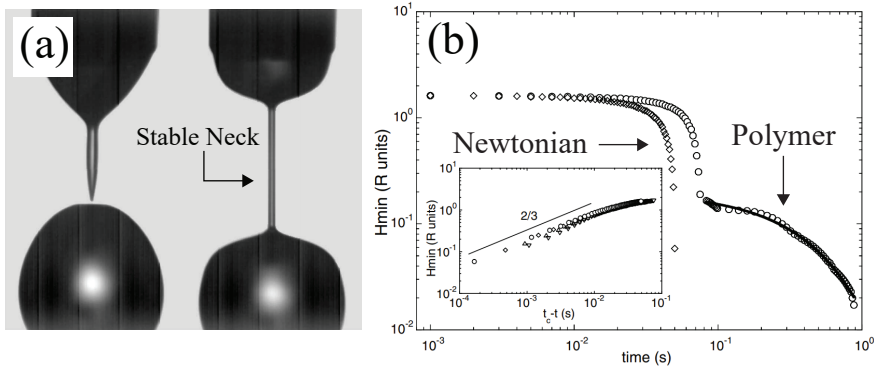 (a)
Stable Neck
(b)
Hmin (R units)
10^1
10^0
10^-1
10^-2
Newtonian
Polymer
Hmin (R units)
10^1
10^0
10^-1
10^-2
2/3
10^-4
10^-3
10^-2
10^-1
t_c-t (s)
10^-3
10^-2
10^-1
10^0
time (s)